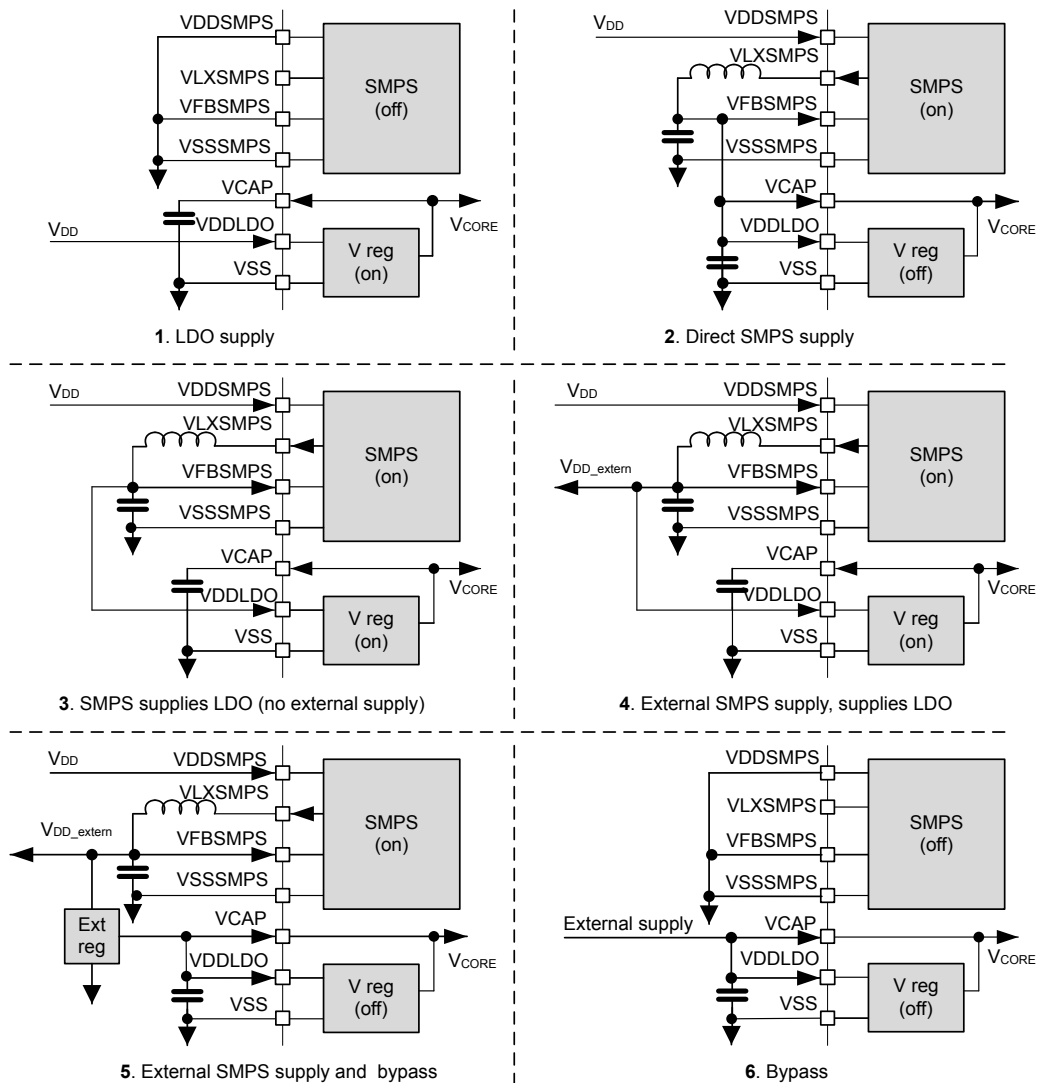 VDDSMPS
VLXSMPS
VFBSMPS
VSSSMPS
SMPS
(off)
VCAP
VDD
VDDLDO
VSS
V reg
(on)
VCORE
1. LDO supply
VDD
VDDSMPS
VLXSMPS
VFBSMPS
VSSSMPS
SMPS
(on)
VCAP
VDDLDO
VSS
V reg
(off)
VCORE
2. Direct SMPS supply
VDD
VDDSMPS
VLXSMPS
VFBSMPS
VSSSMPS
SMPS
(on)
VCAP
VDDLDO
VSS
V reg
(on)
VCORE
3. SMPS supplies LDO (no external supply)
VDD
VDDSMPS
VLXSMPS
VDD_extern
VFBSMPS
VSSSMPS
SMPS
(on)
VCAP
VDDLDO
VSS
V reg
(on)
VCORE
4. External SMPS supply, supplies LDO
VDD
VDDSMPS
VLXSMPS
VDD_extern
VFBSMPS
VSSSMPS
SMPS
(on)
Ext
reg
VCAP
VDDLDO
VSS
V reg
(off)
VCORE
5. External SMPS supply and bypass
VDDSMPS
VLXSMPS
VFBSMPS
VSSSMPS
SMPS
(off)
External supply
VCAP
VDDLDO
VSS
V reg
(off)
VCORE
6. Bypass